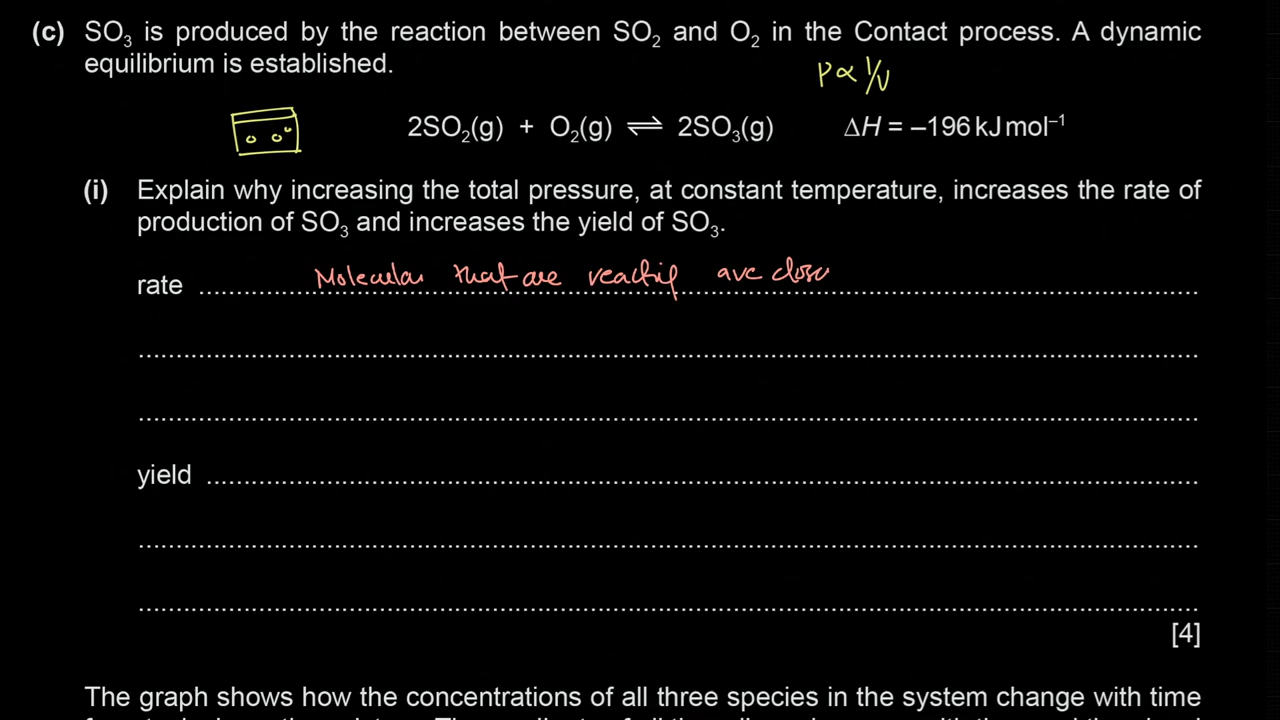 (c) SO₃ is produced by the reaction between SO₂ and O₂ in the Contact process. A dynamic
equilibrium is established.
P ∝ 1/V
2SO₂(g) + O₂(g) ⇌ 2SO₃(g) ΔH = –196 kJ mol⁻¹
(i) Explain why increasing the total pressure, at constant temperature, increases the rate of
production of SO₃ and increases the yield of SO₃.
rate Molecular that are reacting are close
yield
[4]
The graph shows how the concentrations of all three species in the system change with time